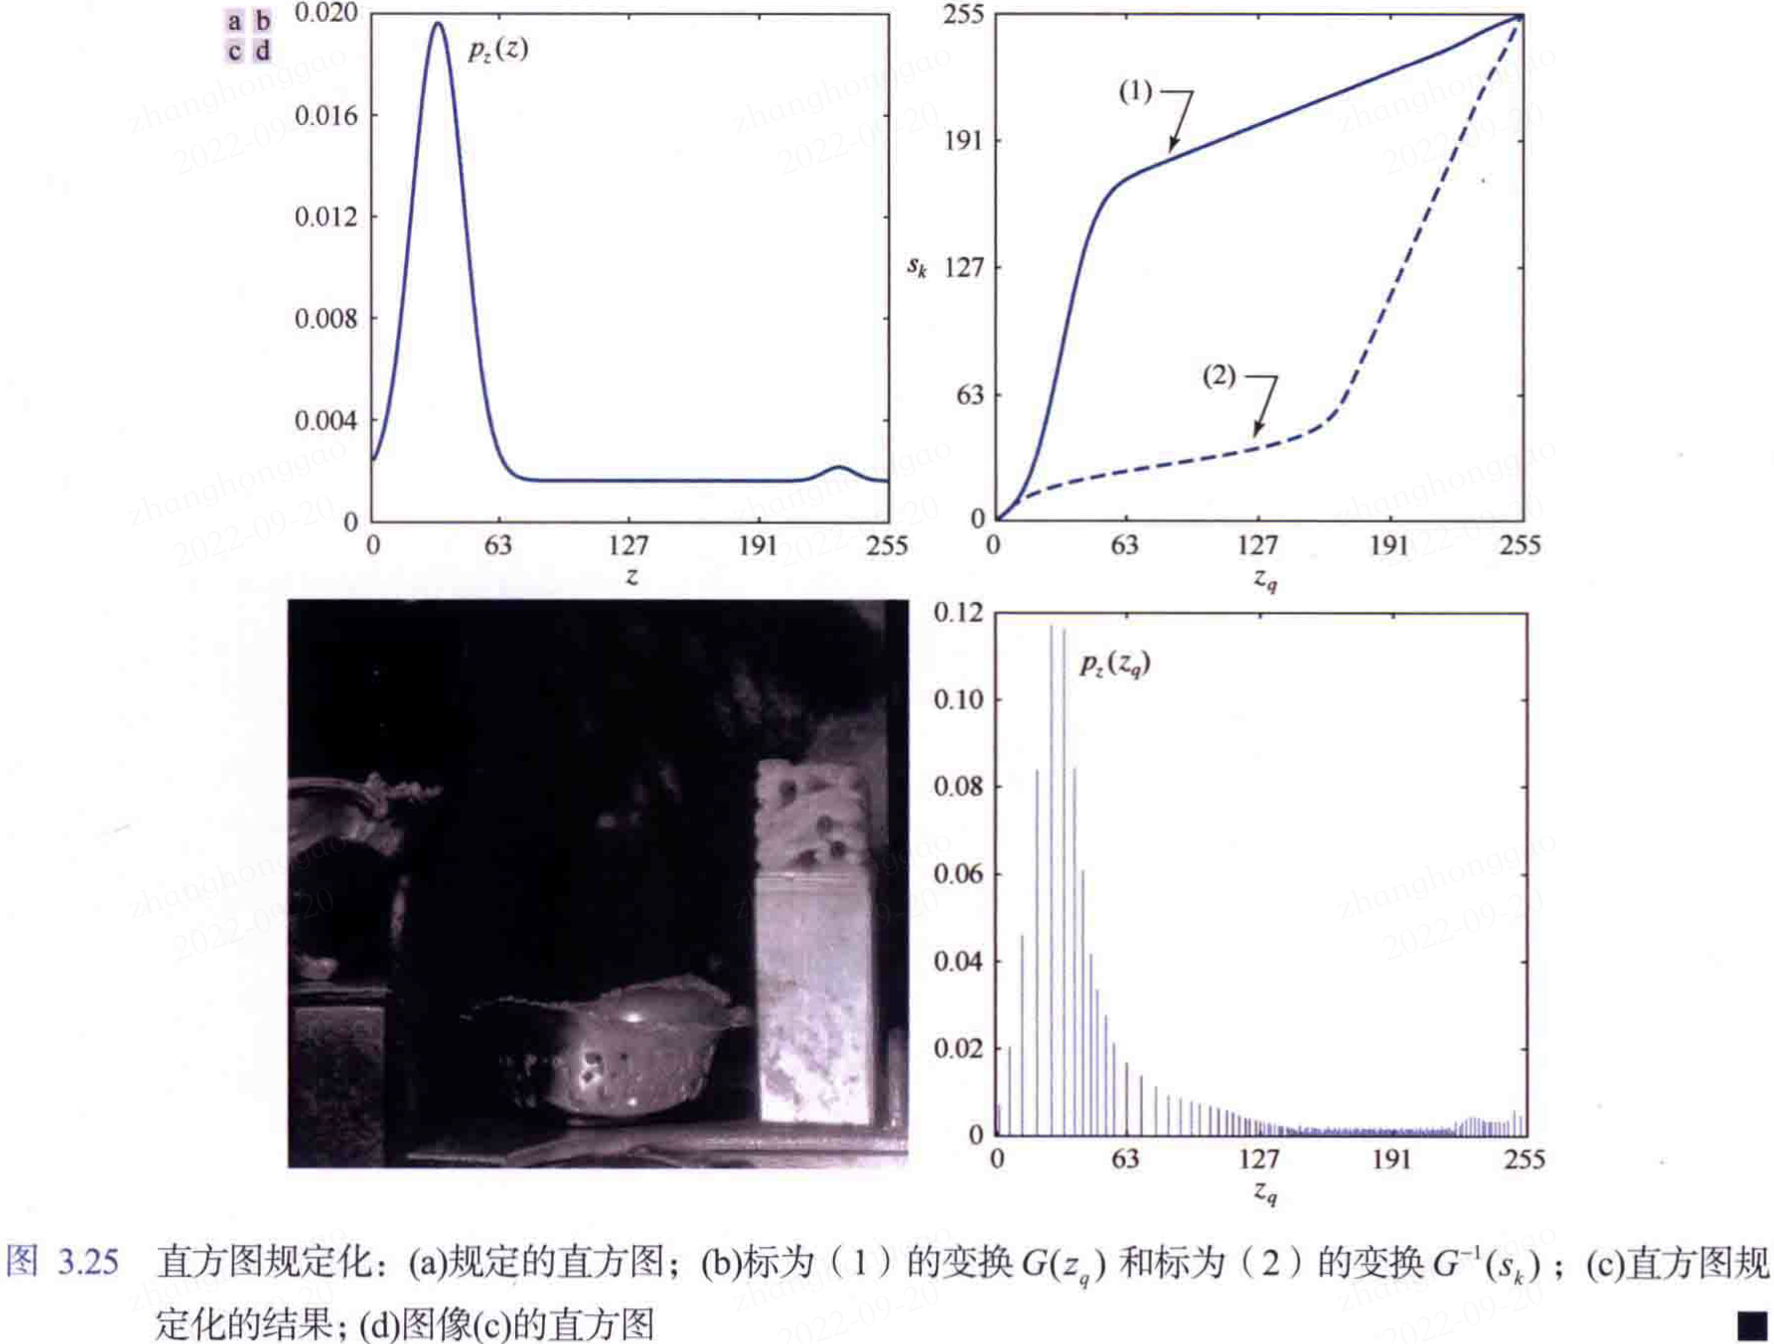 a b
c d
0.020
0.016
0.012
0.008
0.004
0
0 63 127 191 255
z
p_z(z)
255
191
127
63
0
s_k
(1)
(2)
0 63 127 191 255
z_q
0.12
0.10
0.08
0.06
0.04
0.02
0
p_z(z_q)
0 63 127 191 255
z_q
图 3.25 直方图规定化：(a)规定的直方图；(b)标为（1）的变换 G(z_q) 和标为（2）的变换 G⁻¹(s_k)；(c)直方图规
定化的结果；(d)图像(c)的直方图
zhanghonggao
2022-09-20